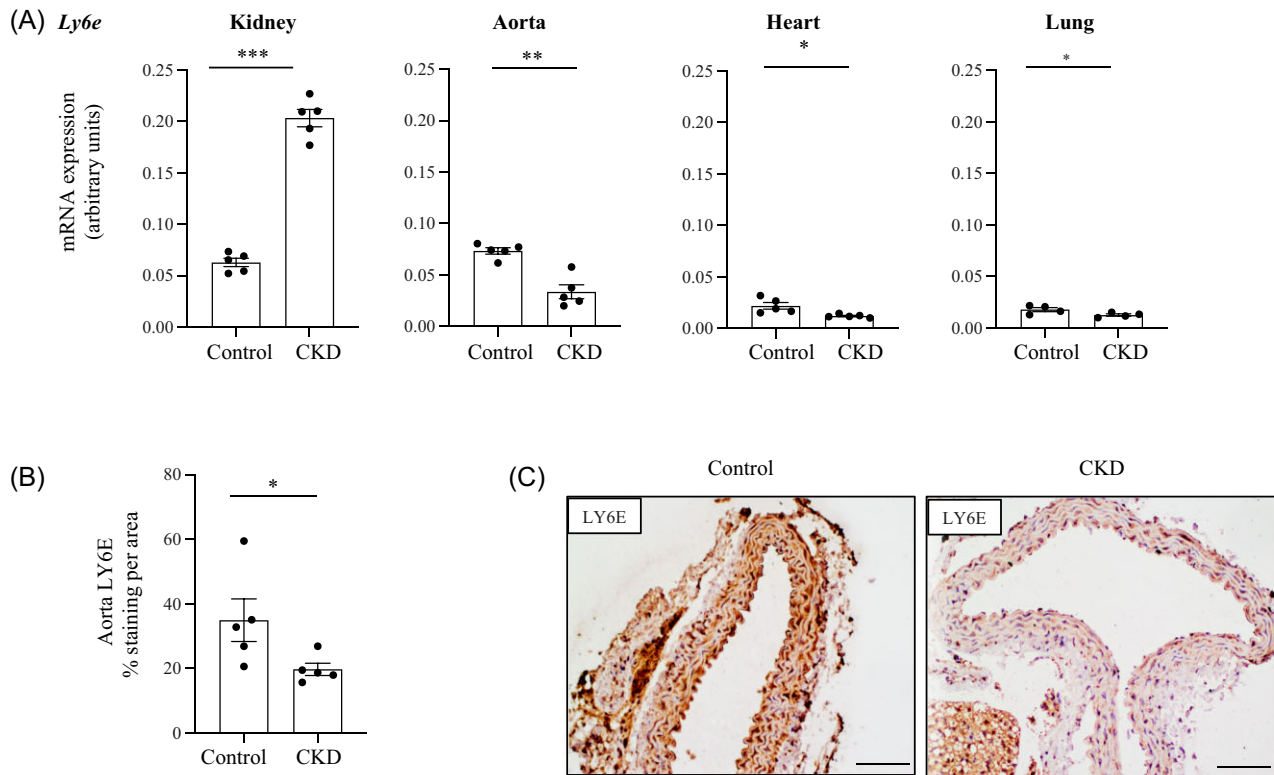 (A) Ly6e Kidney Aorta Heart Lung
*** ** * *
0.25 0.25 0.25 0.25
0.20 0.20 0.20 0.20
0.15 0.15 0.15 0.15
0.10 0.10 0.10 0.10
0.05 0.05 0.05 0.05
0.00 0.00 0.00 0.00
mRNA expression
(arbitrary units)
Control CKD Control CKD Control CKD Control CKD
(B)
*
80
60
40
20
0
Aorta LY6E
% staining per area
Control CKD
(C) Control CKD
LY6E LY6E